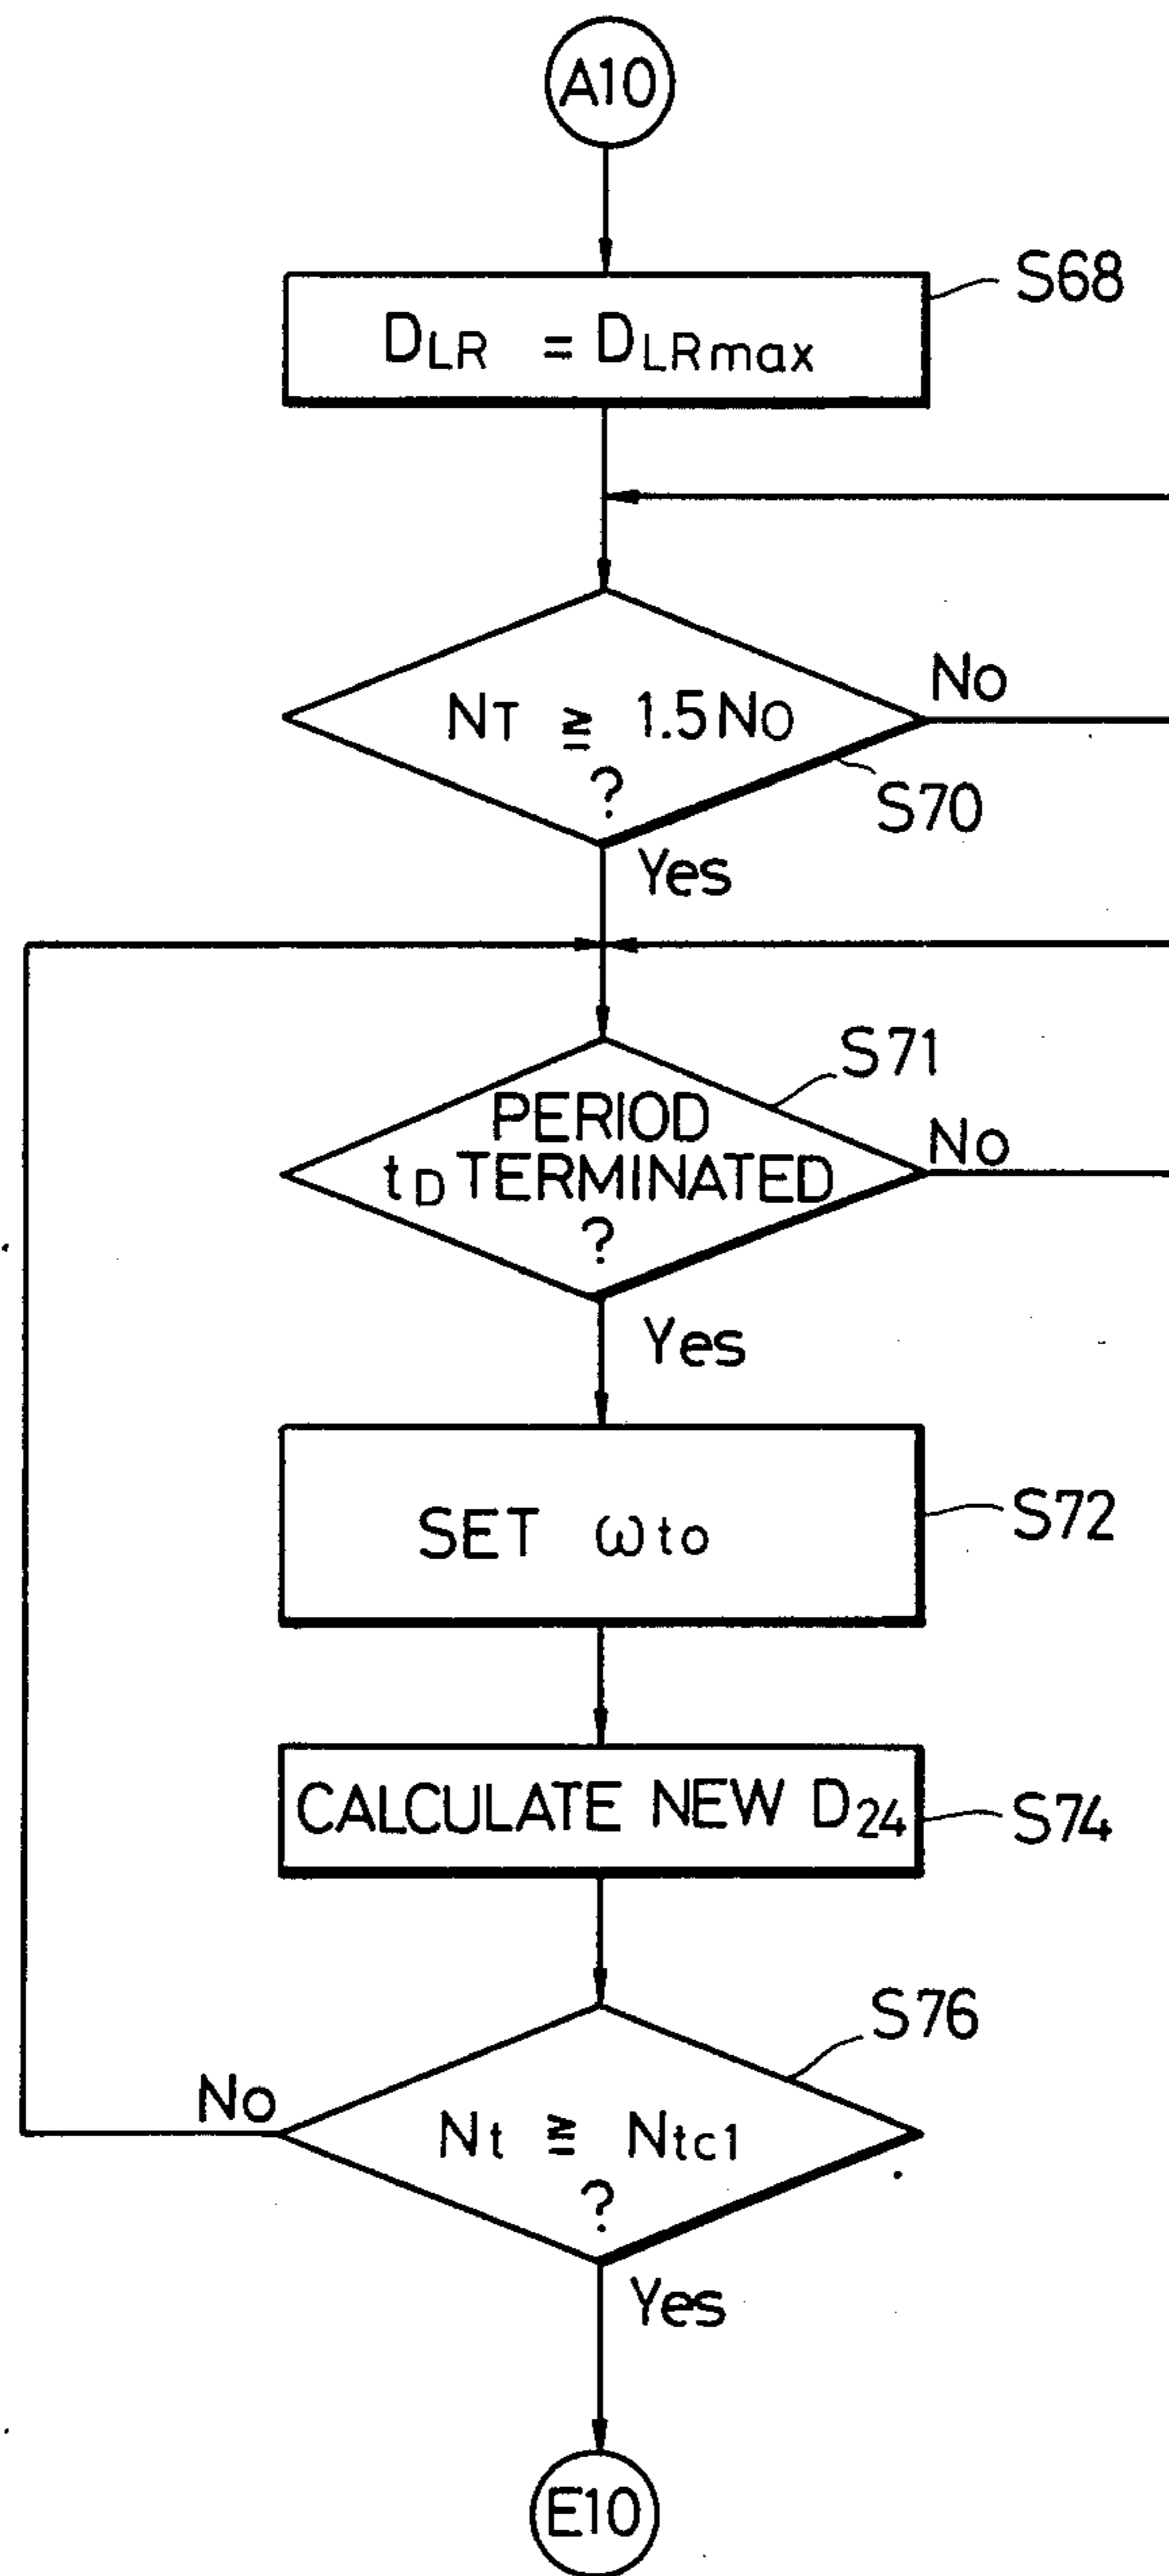 A10
S68
DLR = DLRmax
NT ≧ 1.5N0
?
No
S70
Yes
S71
PERIOD
tD TERMINATED
?
No
Yes
SET ωto
S72
CALCULATE NEW D24
S74
S76
Nt ≧ Ntc1
?
No
Yes
E10